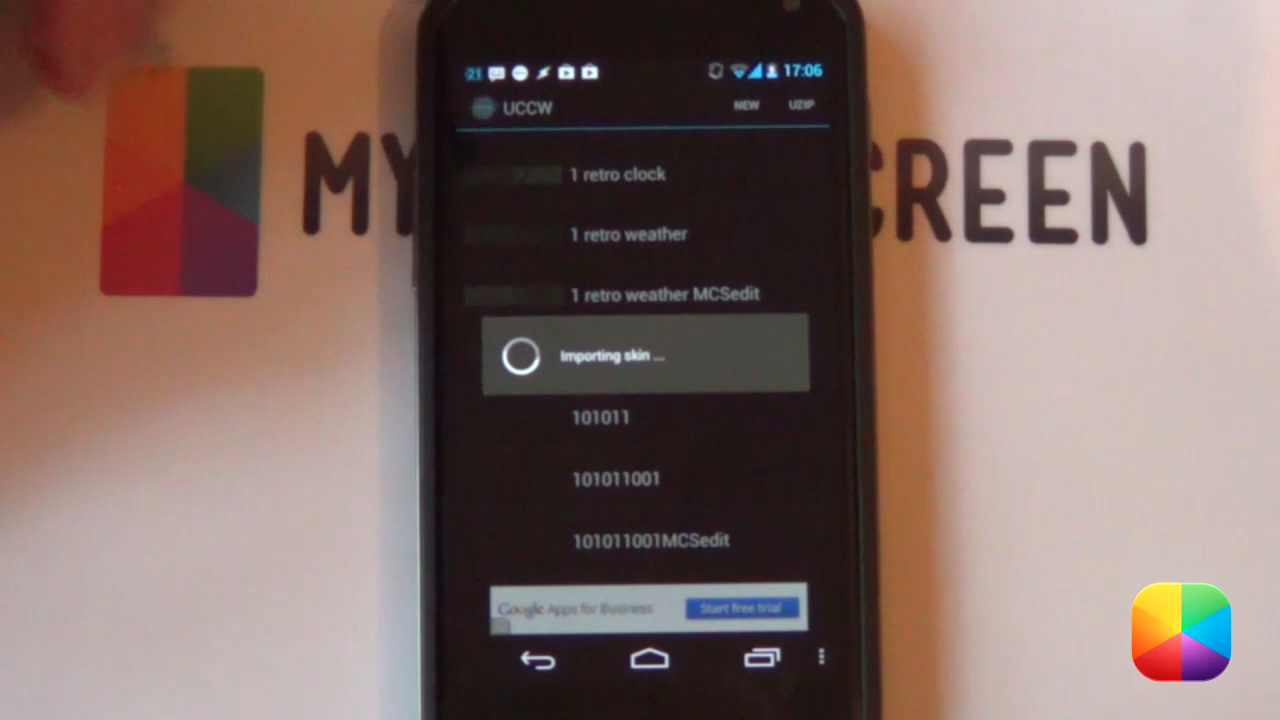 21 17:06
UCCW NEW UZIP
MY CREEN
1 retro clock
1 retro weather
1 retro weather MCSedit
Importing skin ...
101011
101011001
101011001MCSedit
Google Apps for Business Start free trial